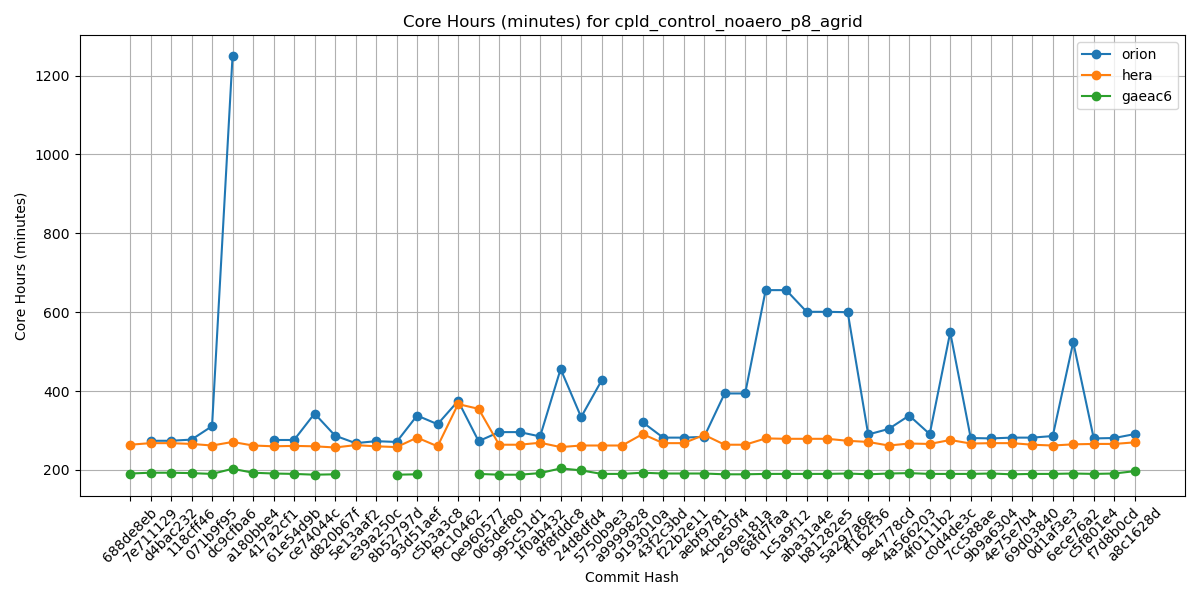 Core Hours (minutes) for cpld_control_noaero_p8_agrid
orion
hera
gaeac6
1200
1000
800
600
400
200
Core Hours (minutes)
688de8eb
7e711129
d4bac232
118cff46
071b9f95
dc9cfba6
a180bbe4
417a2cf1
61e54d9b
ce74044c
d820b67f
5e13aaf2
e39a250c
8b52797d
93d51aef
c5b3a3c8
f9c10462
0e960577
065def80
995c51d1
1f0ab432
8f6fddc8
24d8dfd4
5750b9e3
a9999828
9193010a
43f2c3bd
f22b2e11
aebf9781
4cbe50f4
269e181a
68fd7faa
1c5a9f12
aba31a4e
b81282e5
5a297a6e
ff162f36
9e4778cd
4a566203
4f011b2
c0d4de3c
7cc588ae
9b9a6304
4e75e7b4
69d03840
0d1af3e3
6ece76a2
c5f801e4
f7d8b0cd
a8c1628d
Commit Hash